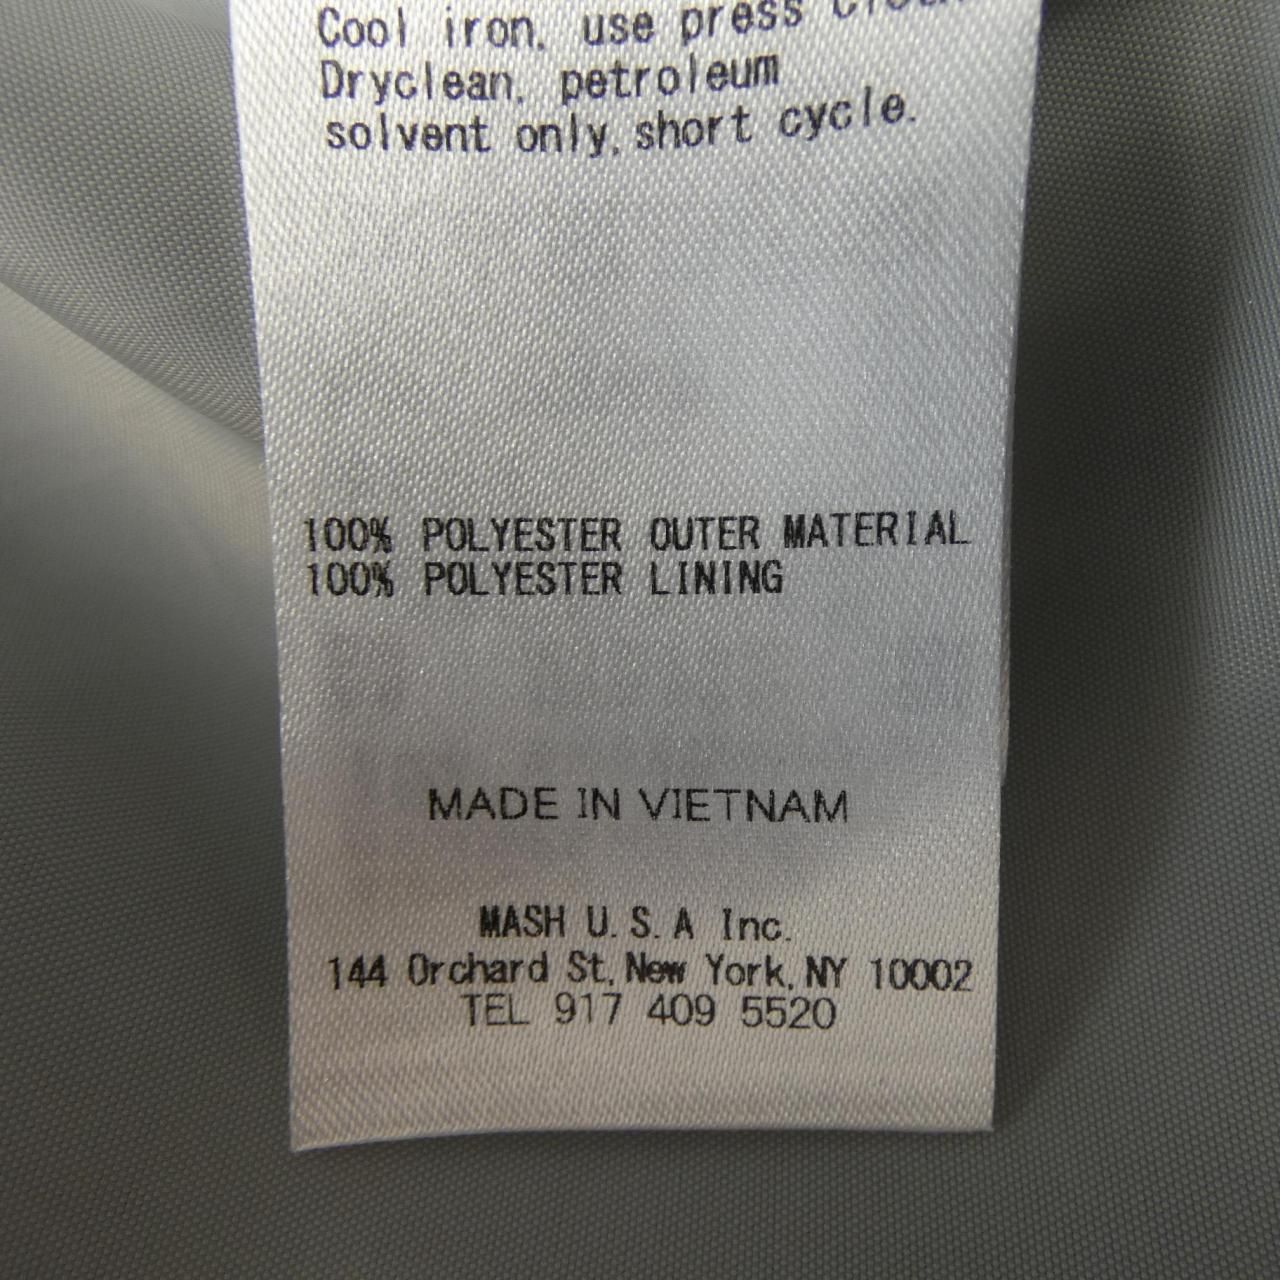 Cool iron, use press cloth.
Dryclean, petroleum
solvent only, short cycle.
100% POLYESTER OUTER MATERIAL
100% POLYESTER LINING
MADE IN VIETNAM
MASH U.S.A Inc.
144 Orchard St, New York, NY 10002
TEL 917 409 5520